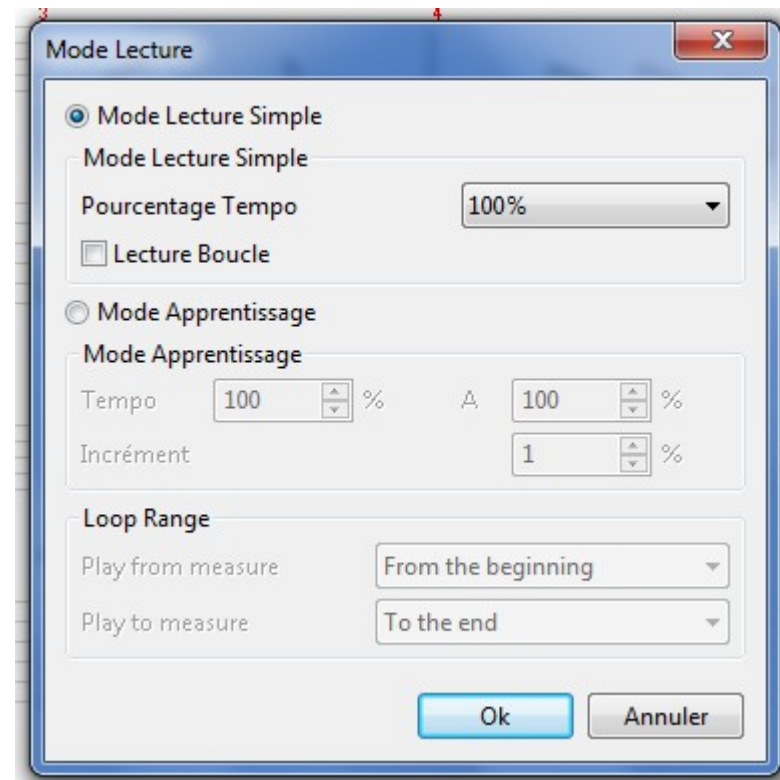 3 4
Mode Lecture
Mode Lecture Simple
Mode Lecture Simple
Pourcentage Tempo 100%
Lecture Boucle
Mode Apprentissage
Mode Apprentissage
Tempo 100 % A 100 %
Incrément 1 %
Loop Range
Play from measure From the beginning
Play to measure To the end
Ok Annuler